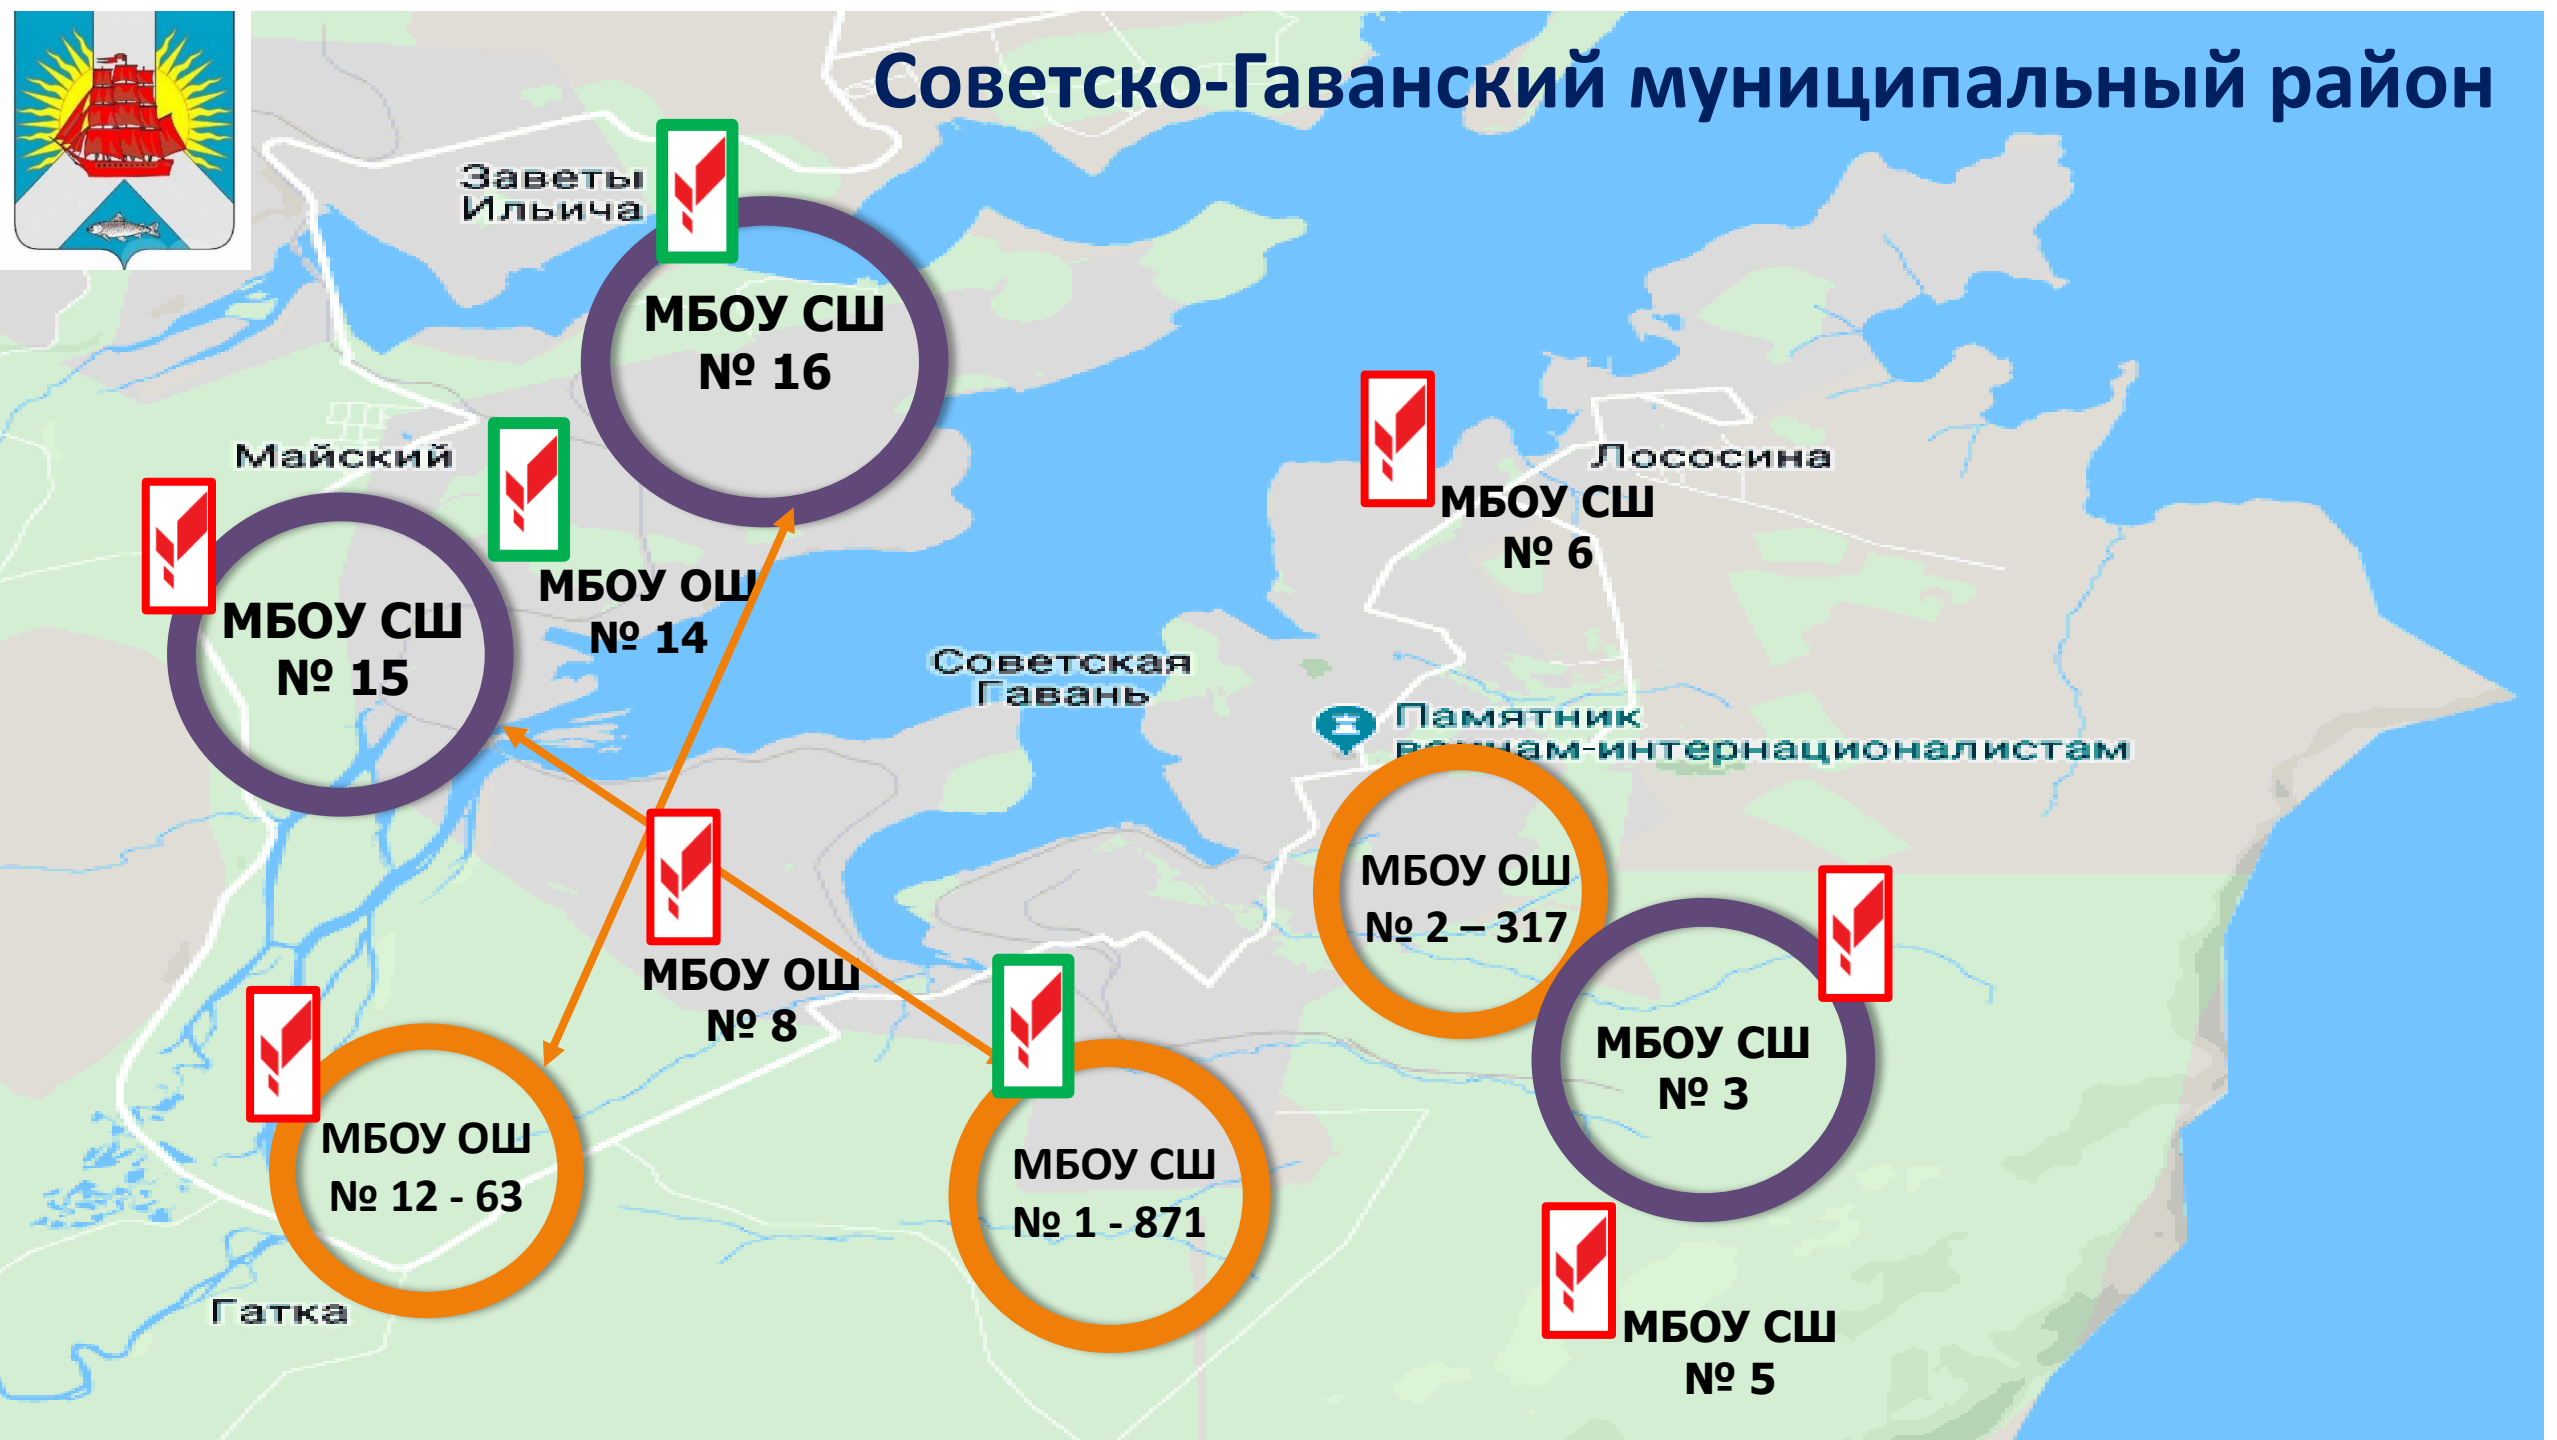 Советско-Гаванский муниципальный район
Заветы
Ильича
МБОУ СШ
№ 16
Майский
МБОУ СШ
№ 15
МБОУ ОШ
№ 14
Лососина
МБОУ СШ
№ 6
Советская
Гавань
Памятник
воинам-интернационалистам
МБОУ ОШ
№ 2 – 317
МБОУ ОШ
№ 8
МБОУ СШ
№ 3
МБОУ ОШ
№ 12 - 63
МБОУ СШ
№ 1 - 871
Гатка
МБОУ СШ
№ 5